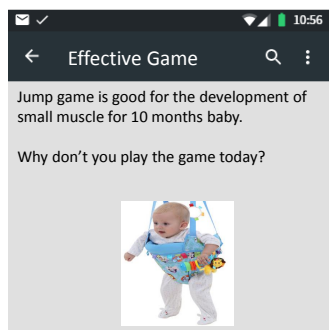 10:56
Effective Game
Jump game is good for the development of
small muscle for 10 months baby.
Why don't you play the game today?